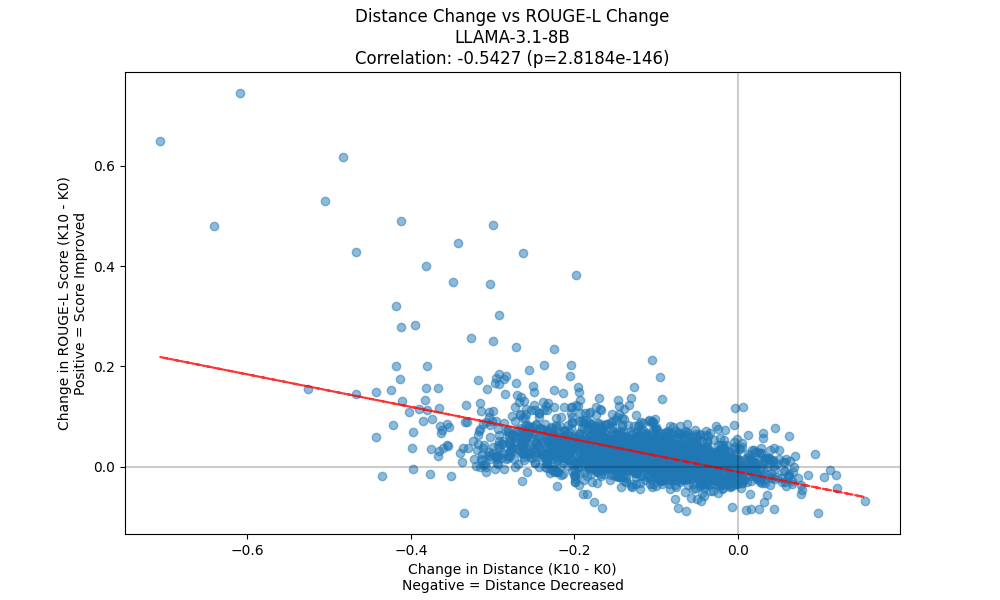 Distance Change vs ROUGE-L Change
LLAMA-3.1-8B
Correlation: -0.5427 (p=2.8184e-146)
Change in ROUGE-L Score (K10 - K0)
Positive = Score Improved
0.6
0.4
0.2
0.0
−0.6
−0.4
−0.2
0.0
Change in Distance (K10 - K0)
Negative = Distance Decreased